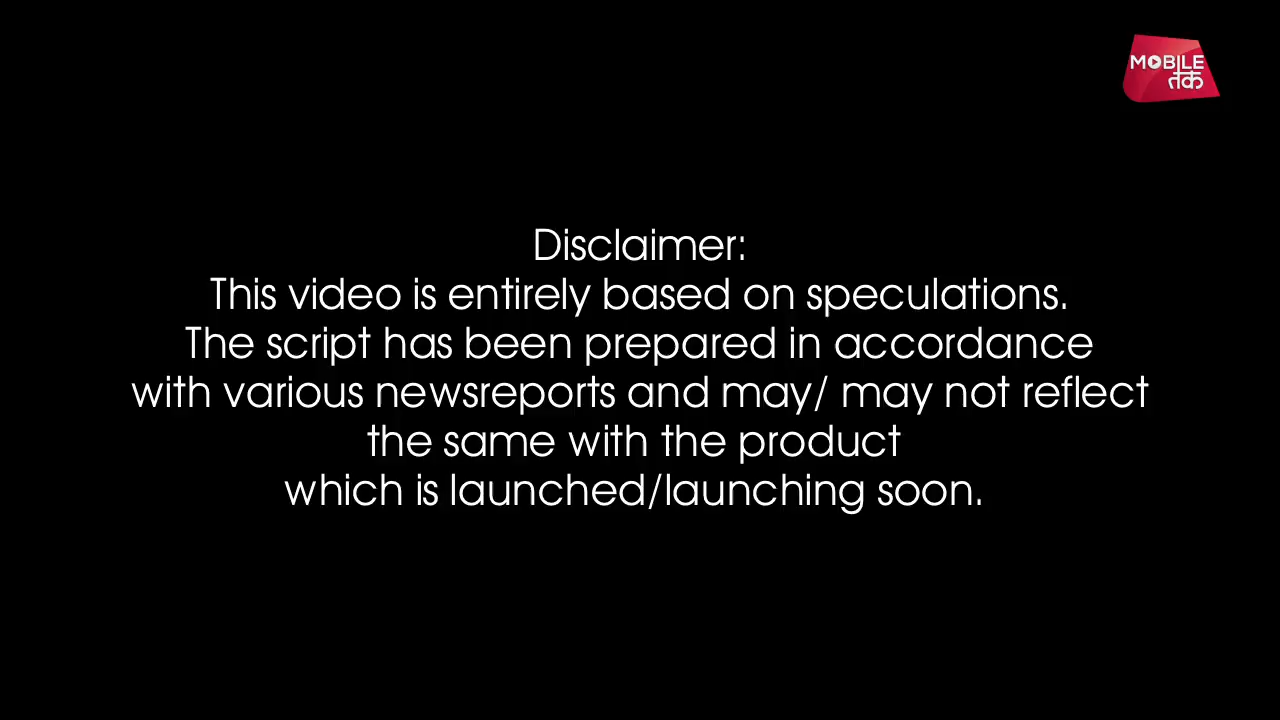 MOBILE
तक
Disclaimer:
This video is entirely based on speculations.
The script has been prepared in accordance
with various newsreports and may/ may not reflect
the same with the product
which is launched/launching soon.